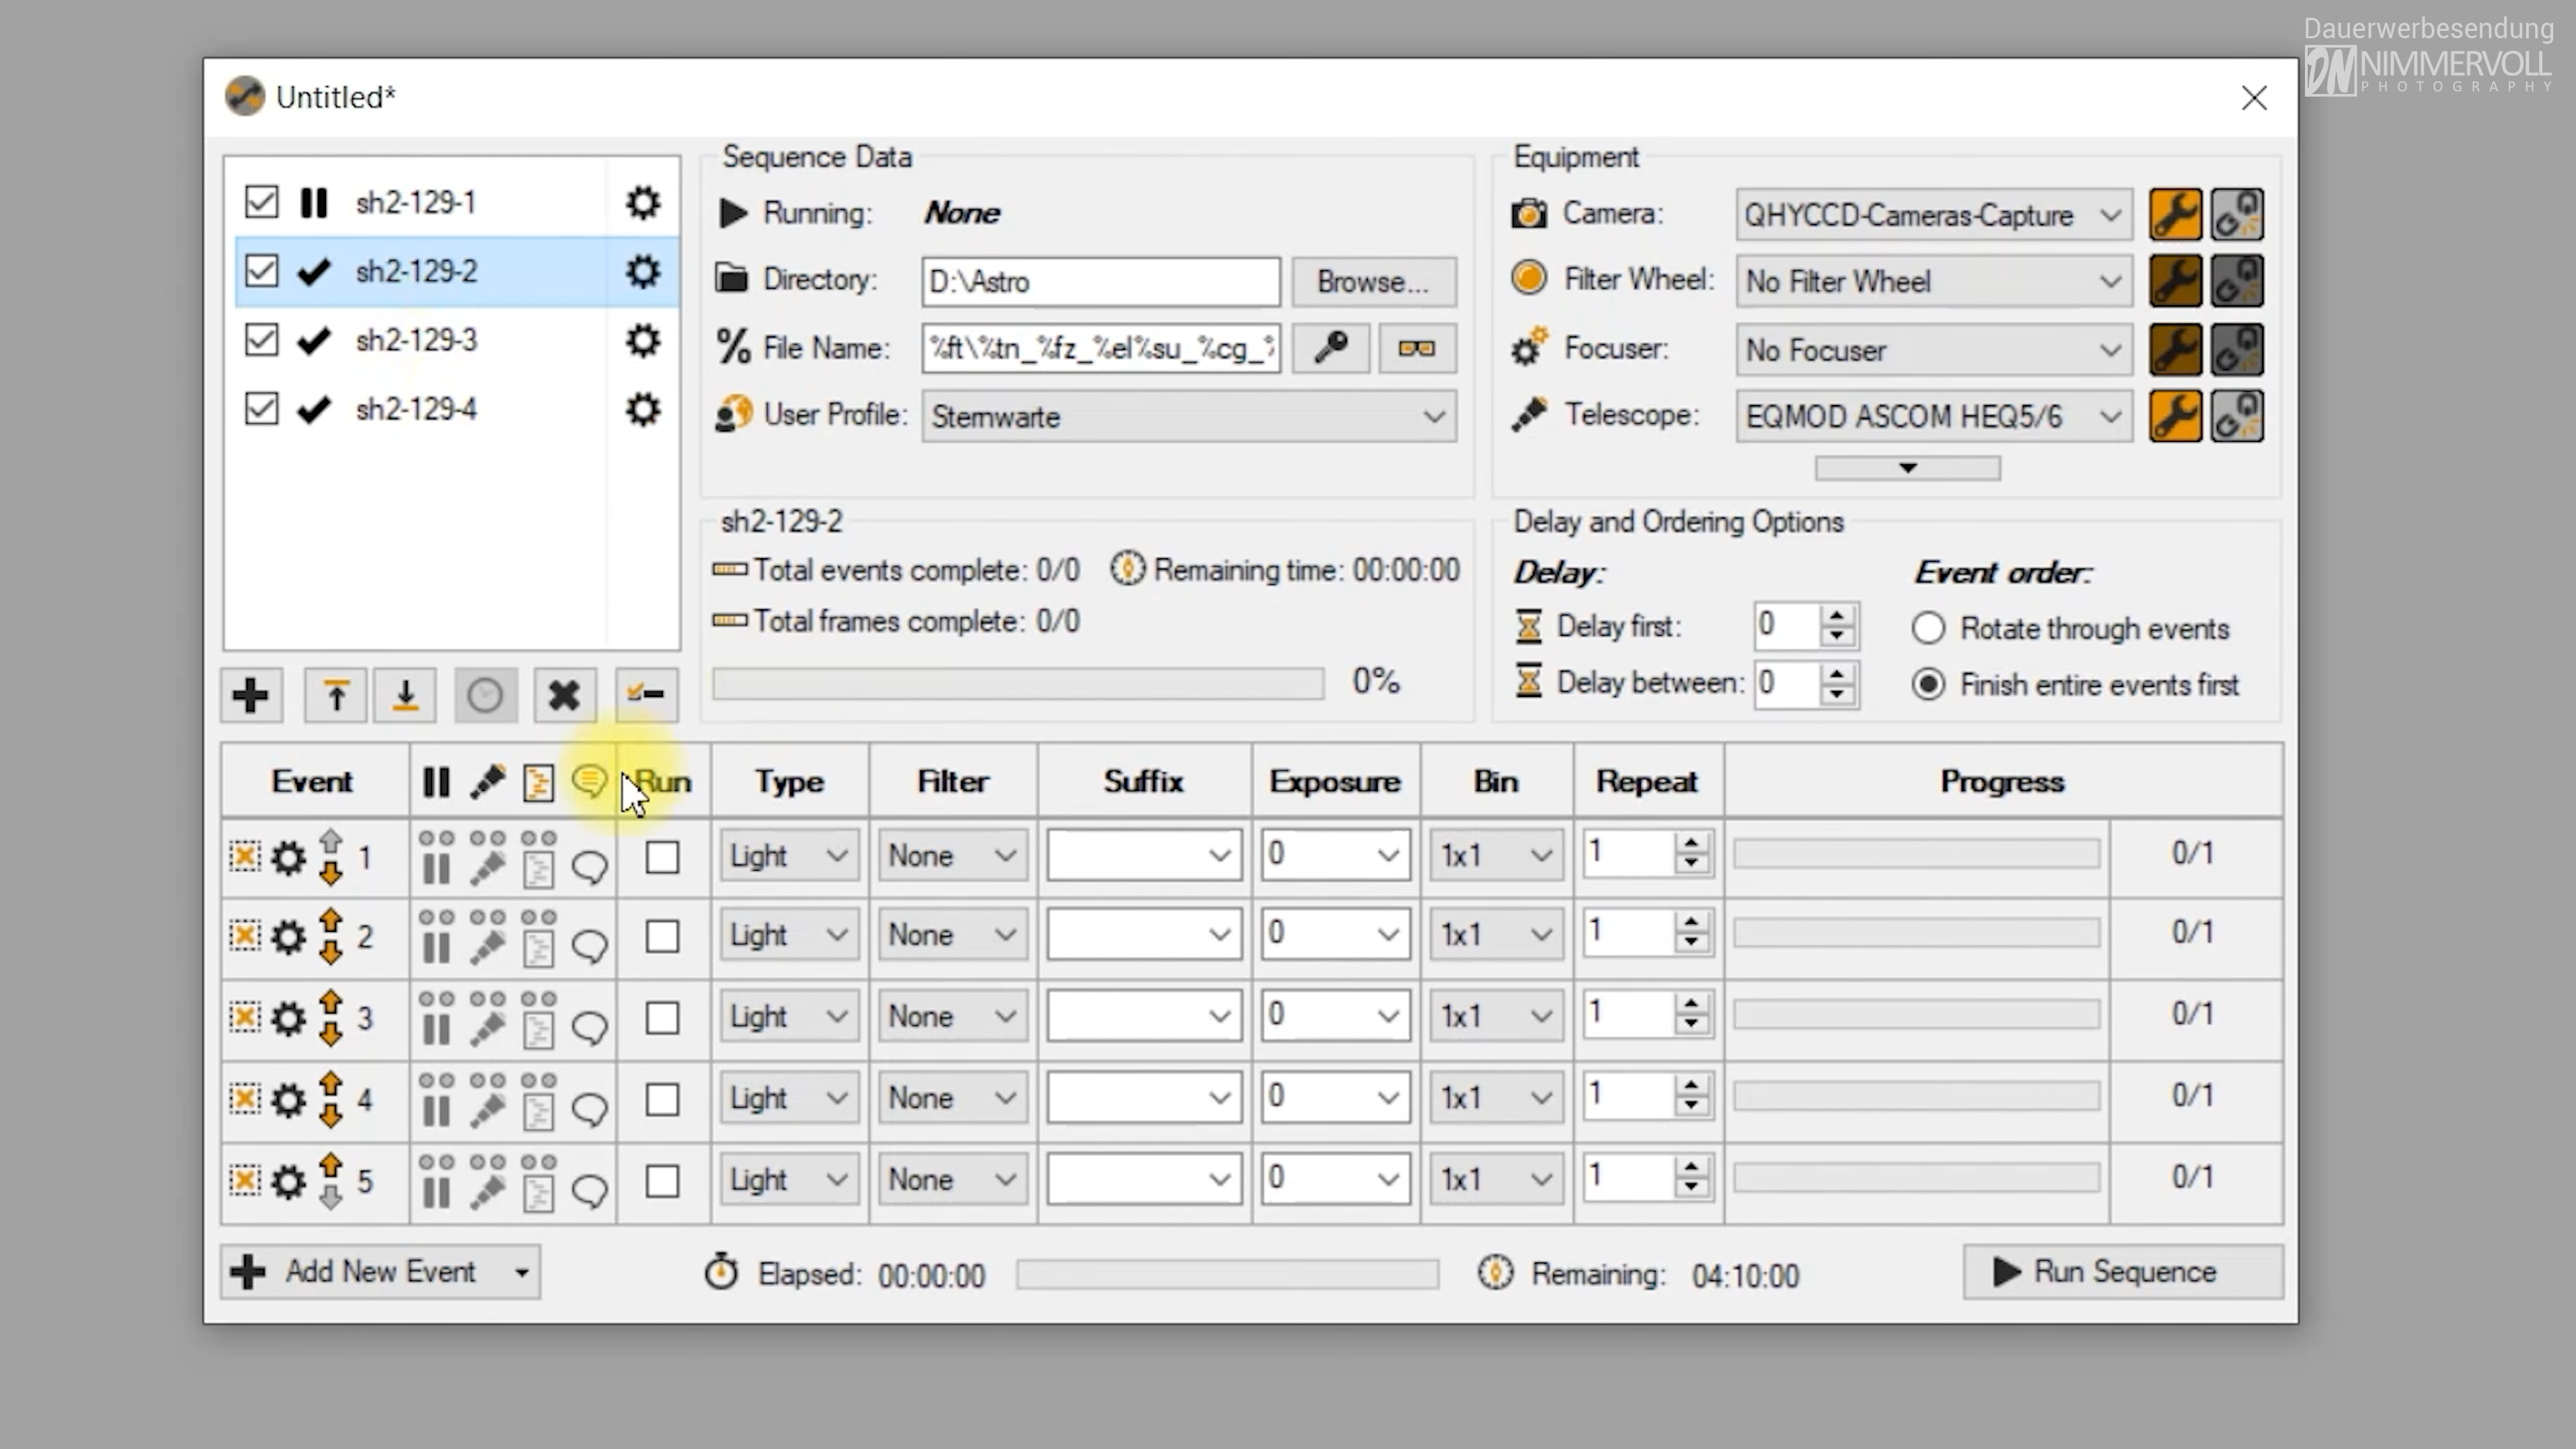 Dauerwerbesendung
DN NIMMERVOLL
PHOTOGRAPHY
Untitled*
sh2-129-1
sh2-129-2
sh2-129-3
sh2-129-4
Sequence Data
Running: None
Directory: D:\Astro Browse...
% File Name: %ft\%tn_%fz_%el%su_%cg_
User Profile: Sternwarte
Equipment
Camera: QHYCCD-Cameras-Capture
Filter Wheel: No Filter Wheel
Focuser: No Focuser
Telescope: EQMOD ASCOM HEQ5/6
sh2-129-2
Total events complete: 0/0 Remaining time: 00:00:00
Total frames complete: 0/0
0%
Delay and Ordering Options
Delay: Event order:
Delay first: 0 Rotate through events
Delay between: 0 Finish entire events first
Event Run Type Filter Suffix Exposure Bin Repeat Progress
1 Light None 0 1x1 1 0/1
2 Light None 0 1x1 1 0/1
3 Light None 0 1x1 1 0/1
4 Light None 0 1x1 1 0/1
5 Light None 0 1x1 1 0/1
Add New Event Elapsed: 00:00:00 Remaining: 04:10:00 Run Sequence